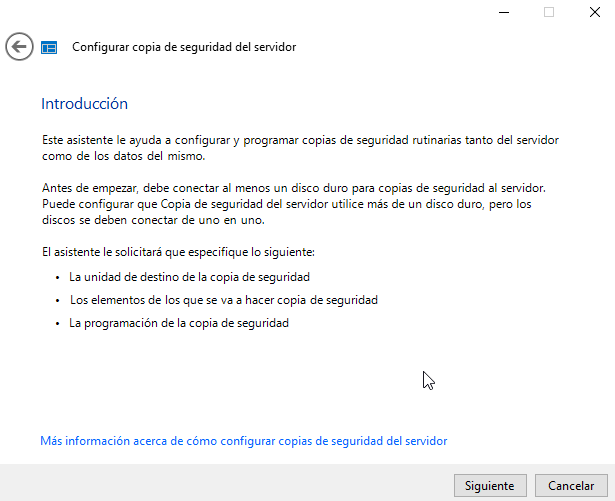 Configurar copia de seguridad del servidor
Introducción
Este asistente le ayuda a configurar y programar copias de seguridad rutinarias tanto del servidor
como de los datos del mismo.
Antes de empezar, debe conectar al menos un disco duro para copias de seguridad al servidor.
Puede configurar que Copia de seguridad del servidor utilice más de un disco duro, pero los
discos se deben conectar de uno en uno.
El asistente le solicitará que especifique lo siguiente:
• La unidad de destino de la copia de seguridad
• Los elementos de los que se va a hacer copia de seguridad
• La programación de la copia de seguridad
Más información acerca de cómo configurar copias de seguridad del servidor
Siguiente
Cancelar